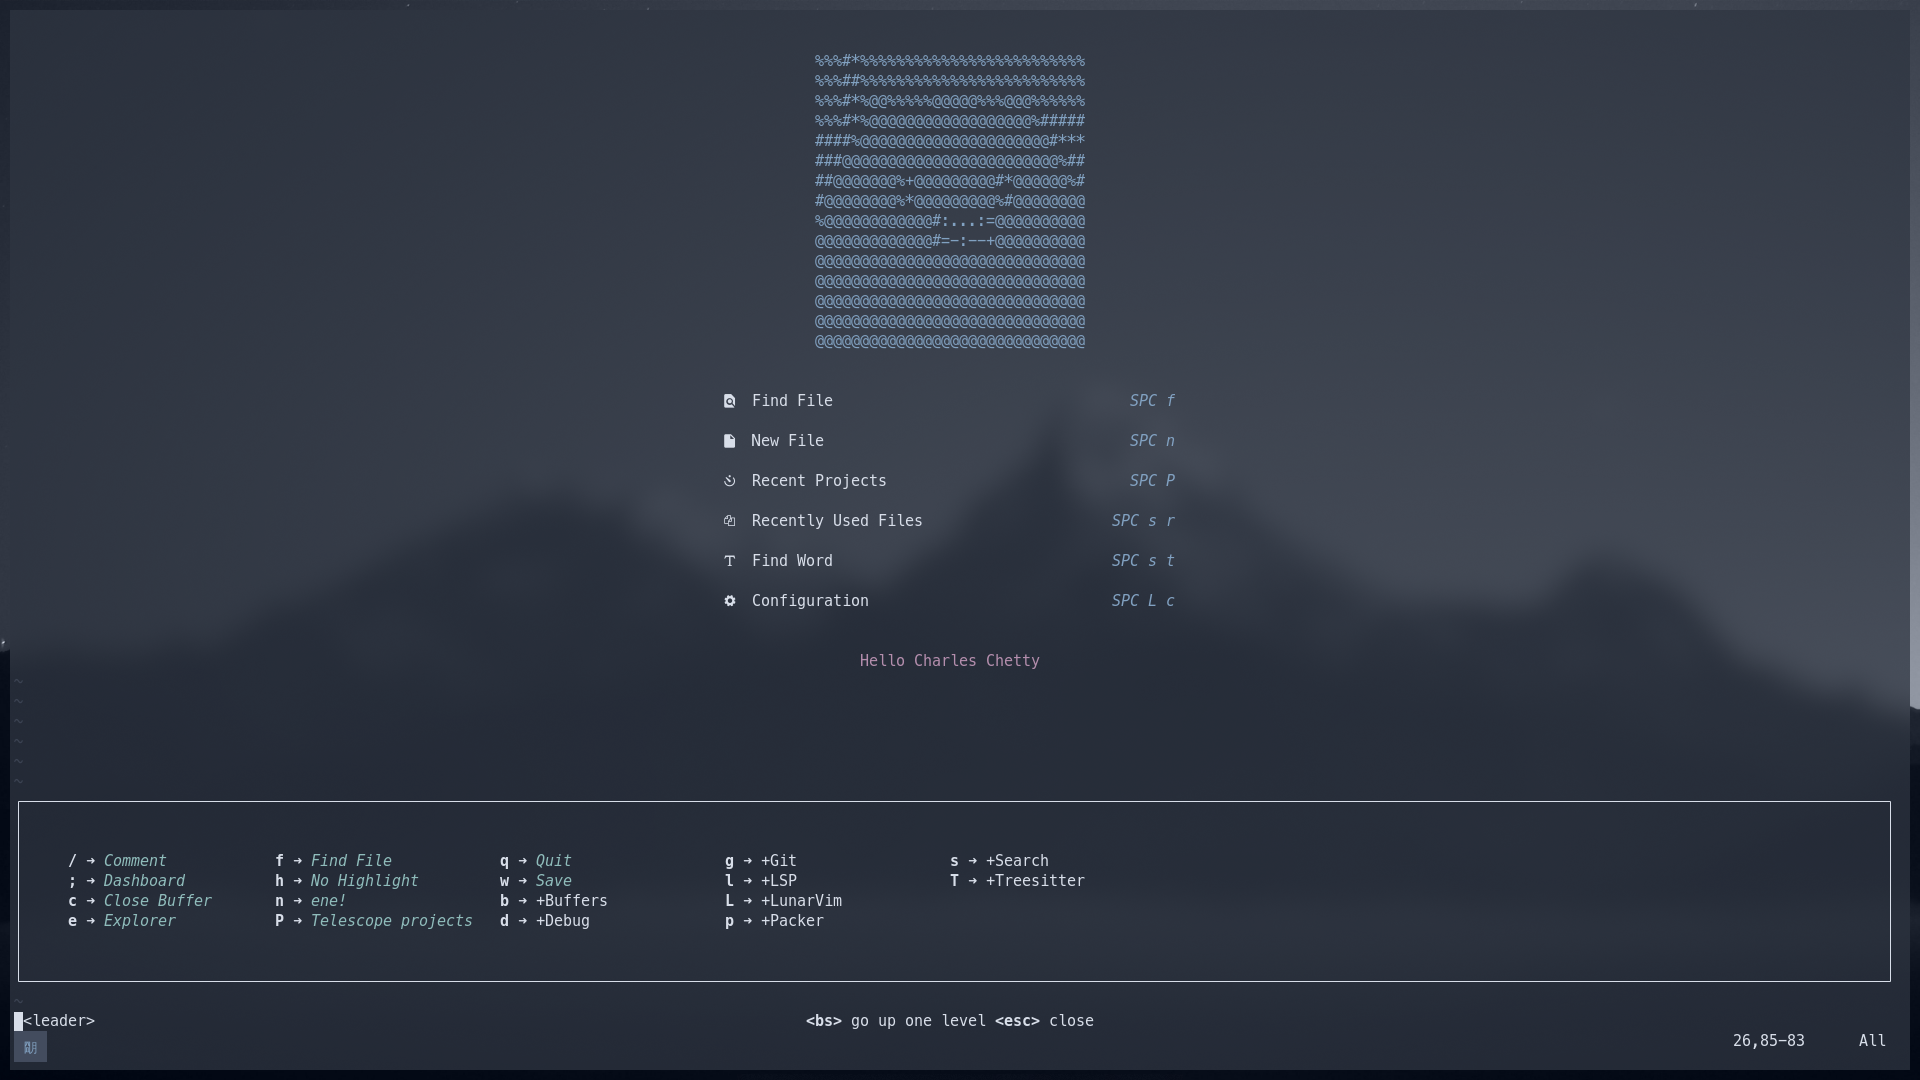 %%%#*%%%%%%%%%%%%%%%%%%%%%%%%%
%%%##%%%%%%%%%%%%%%%%%%%%%%%%%
%%%#*%@@%%%%%@@@@@%%%@@@%%%%%%
%%%#*%@@@@@@@@@@@@@@@@@@%#####
####%@@@@@@@@@@@@@@@@@@@@@#***
###@@@@@@@@@@@@@@@@@@@@@@@@%##
##@@@@@@@%+@@@@@@@@@#*@@@@@@%#
#@@@@@@@@%*@@@@@@@@@%#@@@@@@@@
%@@@@@@@@@@@@#:...:=@@@@@@@@@@
@@@@@@@@@@@@@#=-:--+@@@@@@@@@@
@@@@@@@@@@@@@@@@@@@@@@@@@@@@@@
@@@@@@@@@@@@@@@@@@@@@@@@@@@@@@
@@@@@@@@@@@@@@@@@@@@@@@@@@@@@@
@@@@@@@@@@@@@@@@@@@@@@@@@@@@@@
@@@@@@@@@@@@@@@@@@@@@@@@@@@@@@
Find File SPC f
New File SPC n
Recent Projects SPC P
Recently Used Files SPC s r
Find Word SPC s t
Configuration SPC L c
Hello Charles Chetty
~
~
~
~
~
~
/ → Comment f → Find File q → Quit g → +Git s → +Search
; → Dashboard h → No Highlight w → Save l → +LSP T → +Treesitter
c → Close Buffer n → ene! b → +Buffers L → +LunarVim
e → Explorer P → Telescope projects d → +Debug p → +Packer
~
<leader> <bs> go up one level <esc> close
26,85-83 All